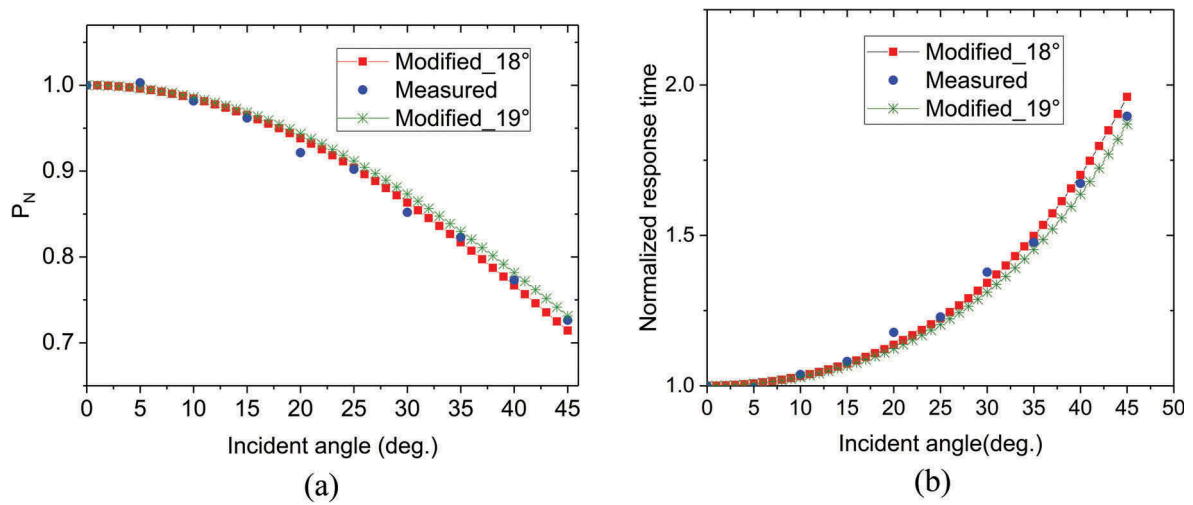 1.0
0.9
0.8
0.7
P_N
0 5 10 15 20 25 30 35 40 45
Incident angle (deg.)
Modified_18°
Measured
Modified_19°
(a)
2.0
1.5
1.0
Normalized response time
0 5 10 15 20 25 30 35 40 45 50
Incident angle(deg.)
Modified_18°
Measured
Modified_19°
(b)